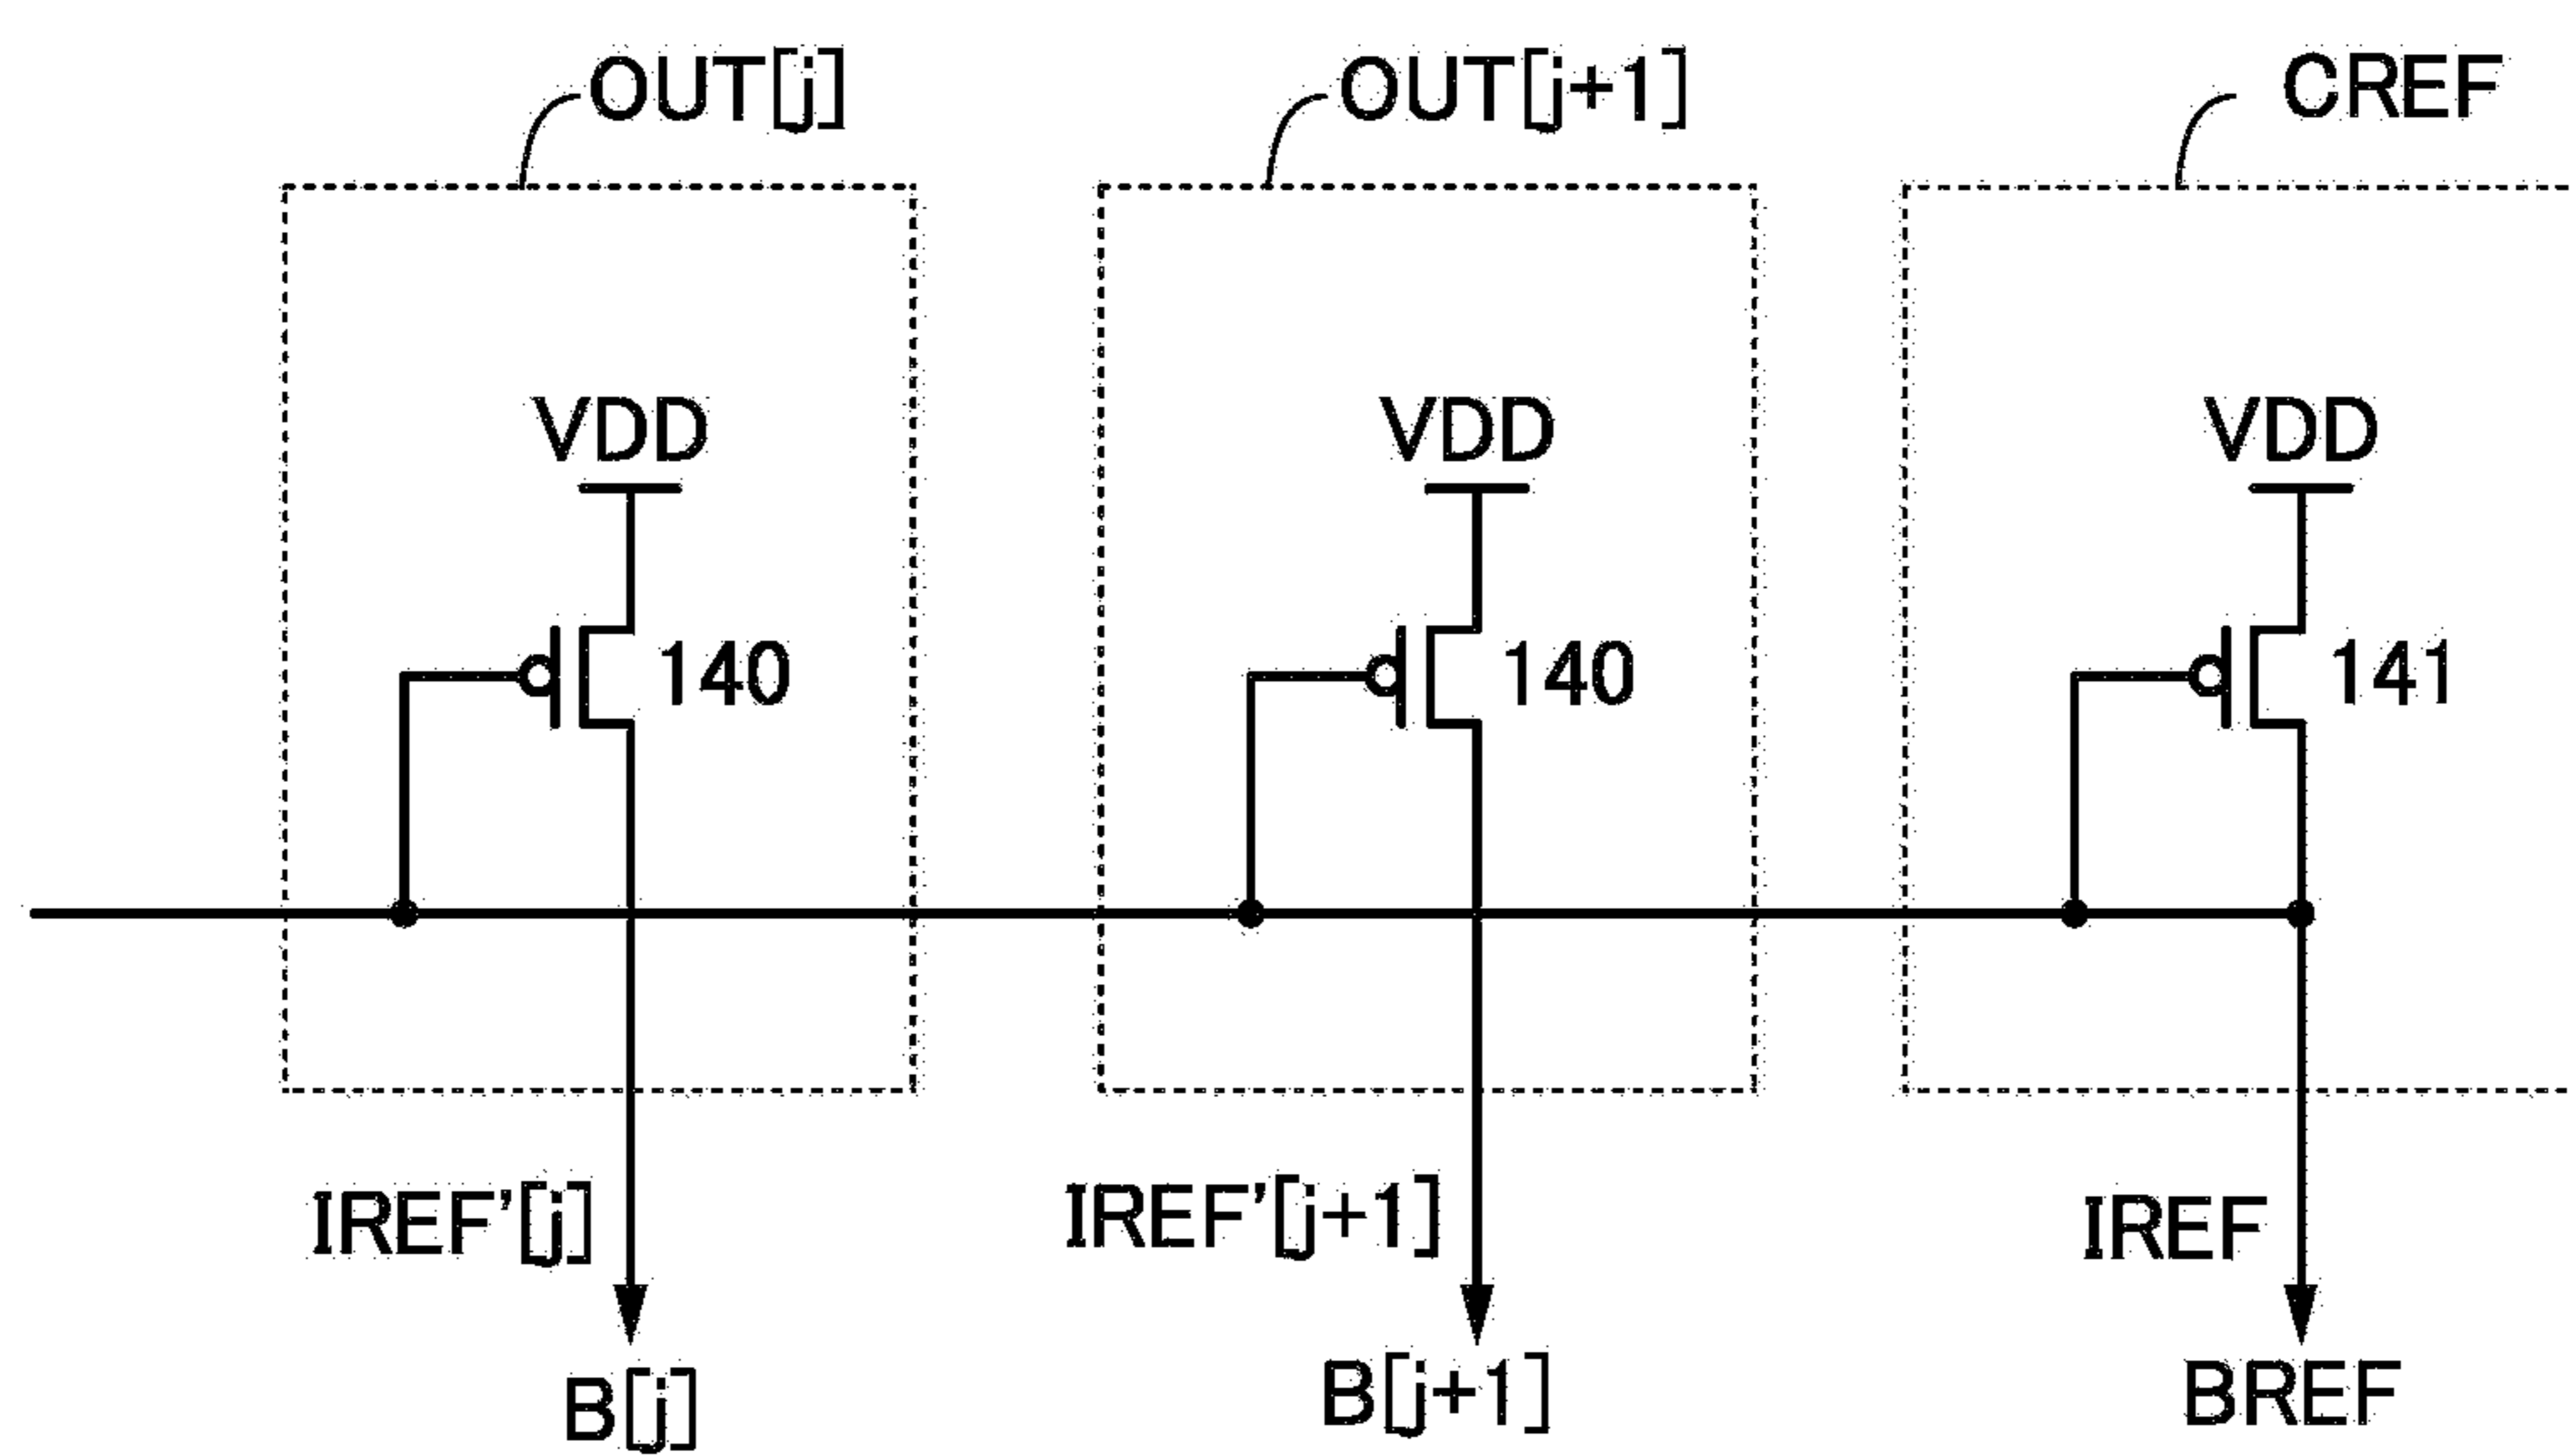 OUT[j]
OUT[j+1]
CREF
VDD
VDD
VDD
140
140
141
IREF'[j]
IREF'[j+1]
IREF
B[j]
B[j+1]
BREF